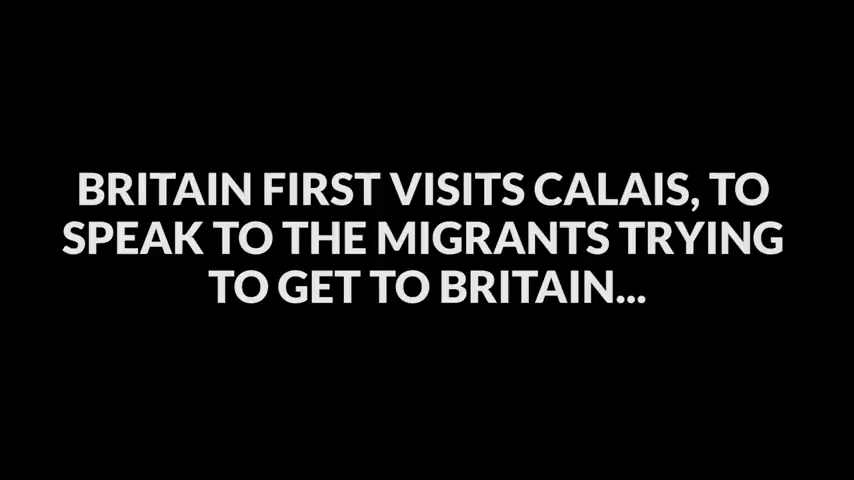 BRITAIN FIRST VISITS CALAIS, TO
SPEAK TO THE MIGRANTS TRYING
TO GET TO BRITAIN...